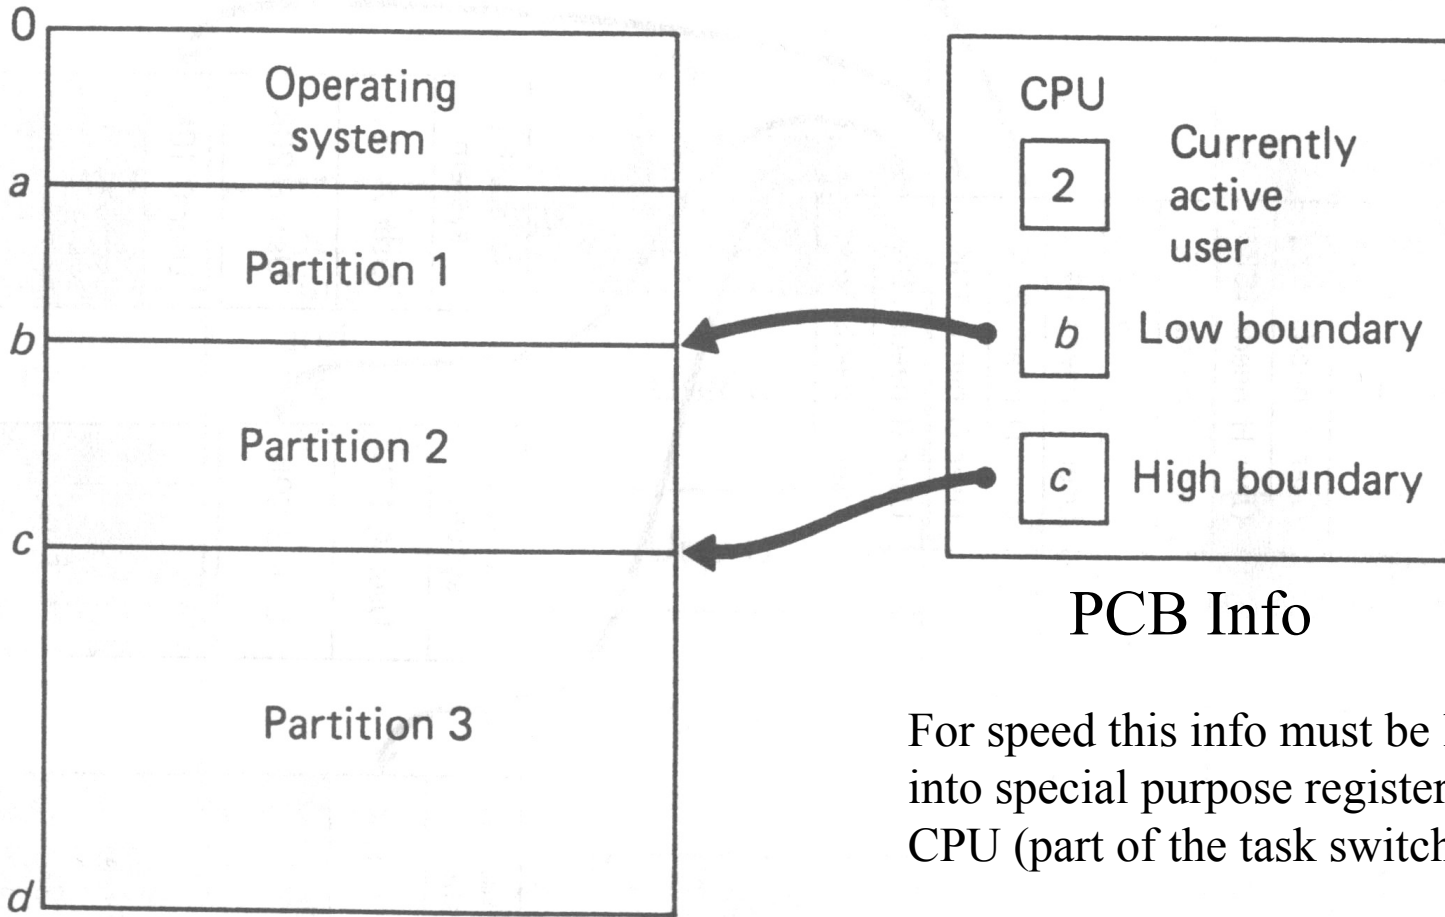 0
Operating
system
a
Partition 1
b
Partition 2
c
Partition 3
d
CPU
2
Currently
active
user
b
Low boundary
c
High boundary
PCB Info
For speed this info must be
into special purpose register
CPU (part of the task switch